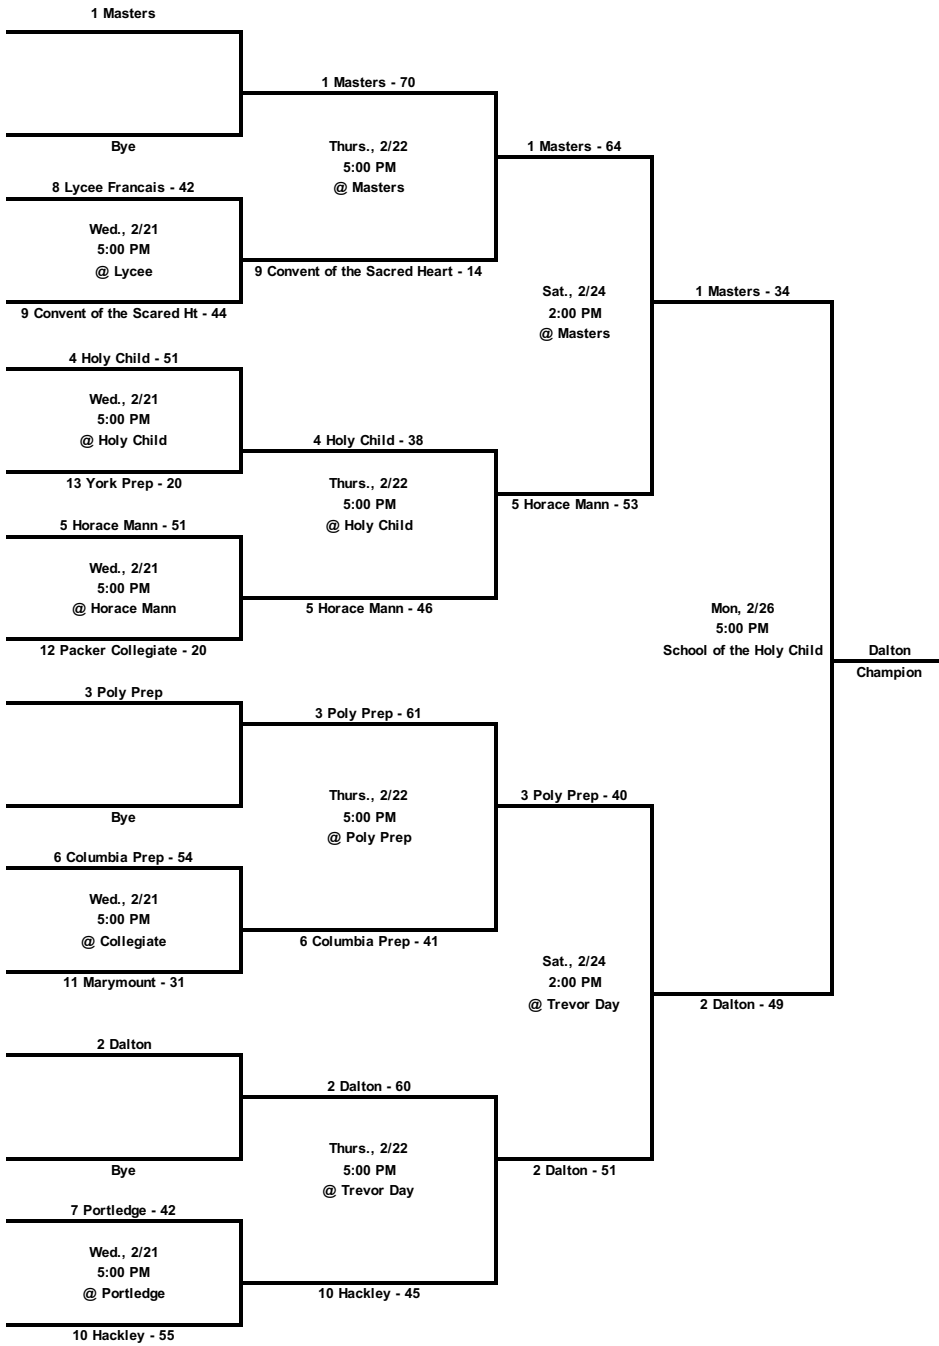 1 Masters
Bye
8 Lycee Francais - 42
Wed., 2/21
5:00 PM
@ Lycee
9 Convent of the Scared Ht - 44
4 Holy Child - 51
Wed., 2/21
5:00 PM
@ Holy Child
13 York Prep - 20
5 Horace Mann - 51
Wed., 2/21
5:00 PM
@ Horace Mann
12 Packer Collegiate - 20
3 Poly Prep
Bye
6 Columbia Prep - 54
Wed., 2/21
5:00 PM
@ Collegiate
11 Marymount - 31
2 Dalton
Bye
7 Portledge - 42
Wed., 2/21
5:00 PM
@ Portledge
10 Hackley - 55
1 Masters - 70
Thurs., 2/22
5:00 PM
@ Masters
9 Convent of the Sacred Heart - 14
4 Holy Child - 38
Thurs., 2/22
5:00 PM
@ Holy Child
5 Horace Mann - 46
3 Poly Prep - 61
Thurs., 2/22
5:00 PM
@ Poly Prep
6 Columbia Prep - 41
2 Dalton - 60
Thurs., 2/22
5:00 PM
@ Trevor Day
10 Hackley - 45
1 Masters - 64
Sat., 2/24
2:00 PM
@ Masters
5 Horace Mann - 53
3 Poly Prep - 40
Sat., 2/24
2:00 PM
@ Trevor Day
2 Dalton - 51
1 Masters - 34
Mon, 2/26
5:00 PM
School of the Holy Child
2 Dalton - 49
Dalton
Champion